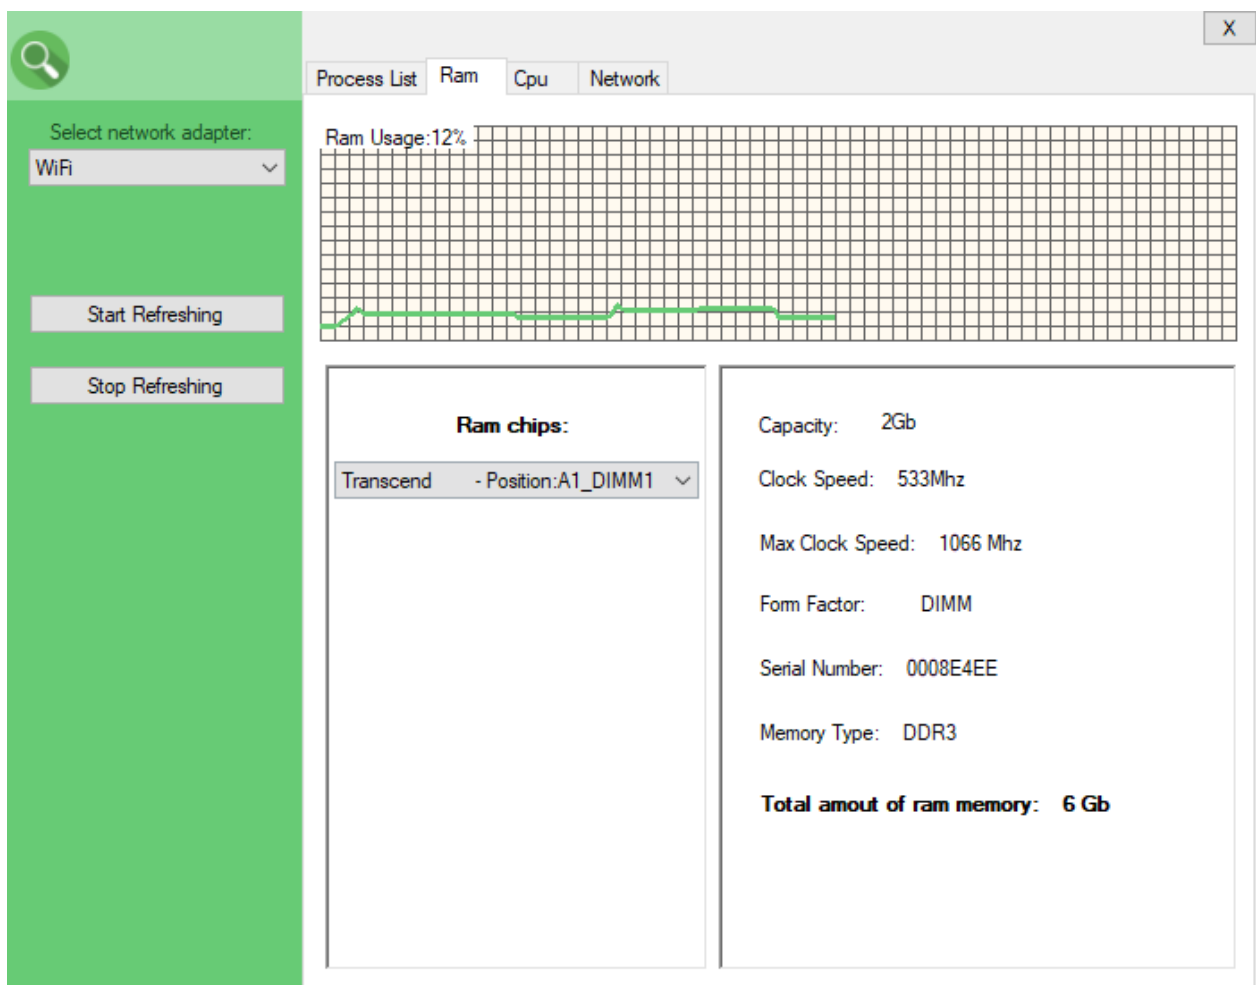 X
Process List Ram Cpu Network
Select network adapter:
WiFi
Start Refreshing
Stop Refreshing
Ram Usage:12%
Ram chips:
Transcend - Position:A1_DIMM1
Capacity: 2Gb
Clock Speed: 533Mhz
Max Clock Speed: 1066 Mhz
Form Factor: DIMM
Serial Number: 0008E4EE
Memory Type: DDR3
Total amout of ram memory: 6 Gb